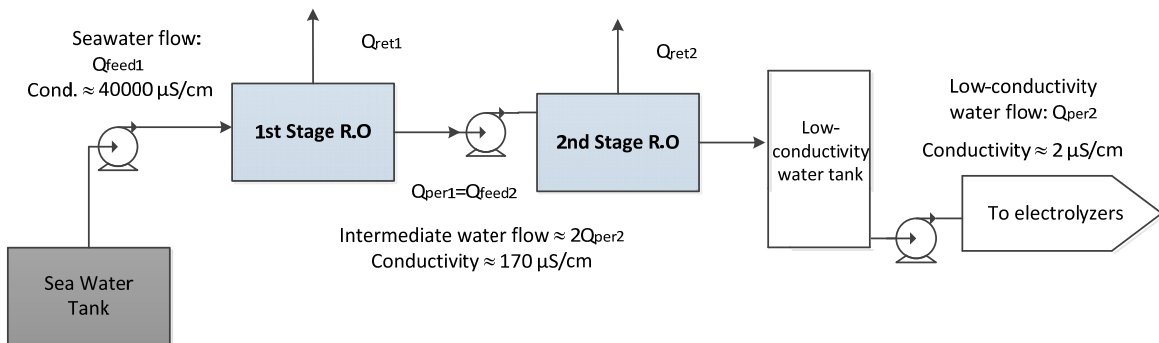 Seawater flow:
Qfeed1
Cond. ≈ 40000 µS/cm
Qret1
1st Stage R.O
Qper1=Qfeed2
Intermediate water flow ≈ 2Qper2
Conductivity ≈ 170 µS/cm
Qret2
2nd Stage R.O
Low-
conductivity
water tank
Low-conductivity
water flow: Qper2
Conductivity ≈ 2 µS/cm
To electrolyzers
Sea Water
Tank